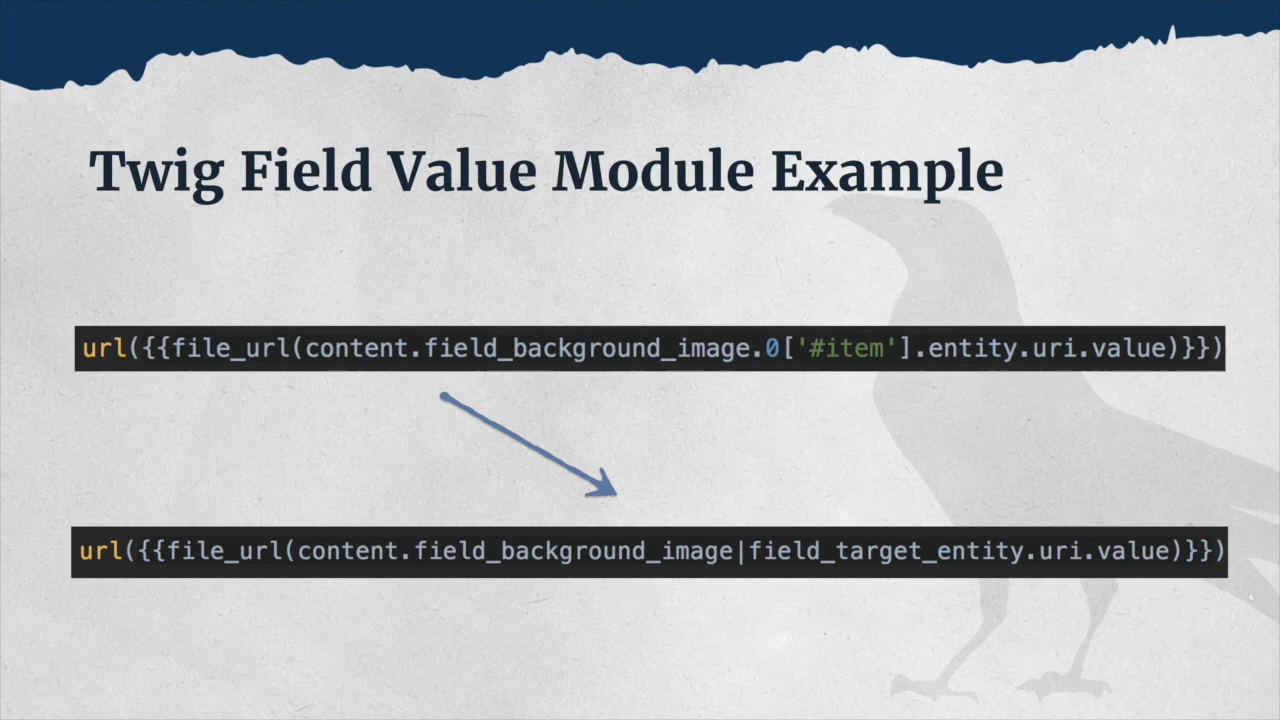 Twig Field Value Module Example
url({{file_url(content.field_background_image.0['#item'].entity.uri.value)}})
url({{file_url(content.field_background_image|field_target_entity.uri.value)}})